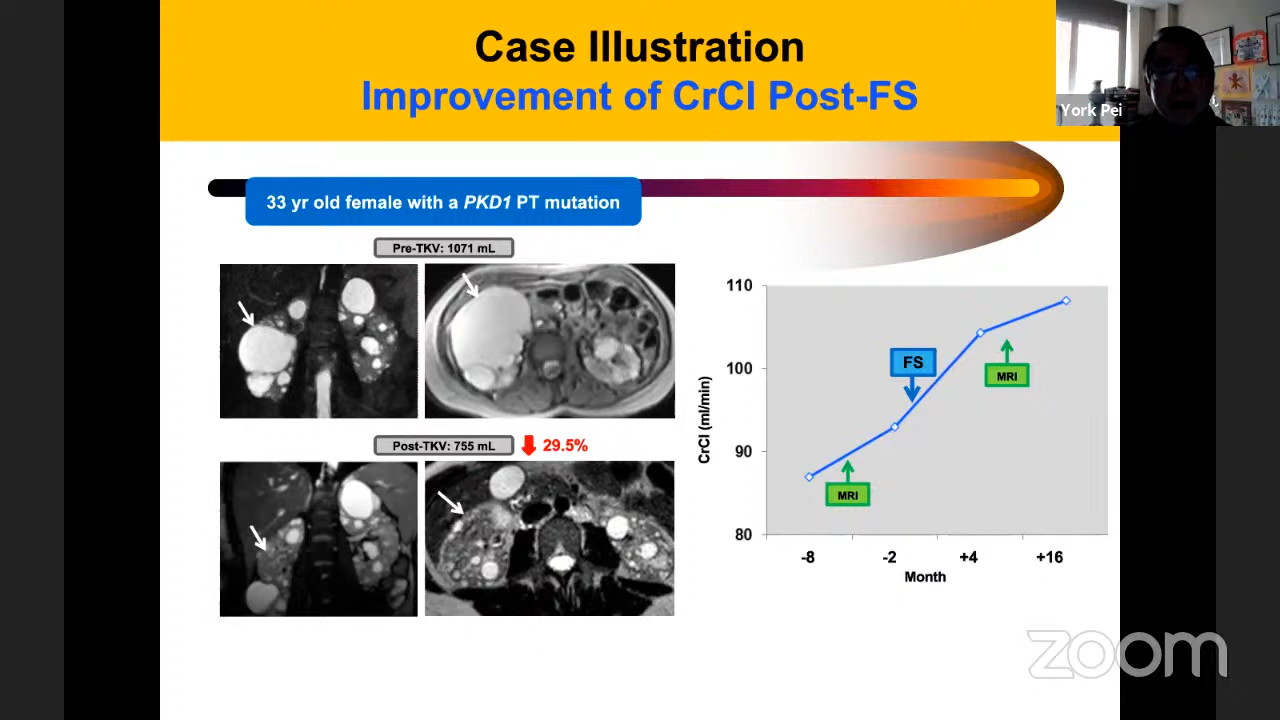 Case Illustration
Improvement of CrCl Post-FS
York Pei
33 yr old female with a PKD1 PT mutation
Pre-TKV: 1071 mL
Post-TKV: 755 mL
29.5%
CrCl (ml/min)
110
100
90
80
FS
MRI
MRI
-8
-2
+4
+16
Month
zoom